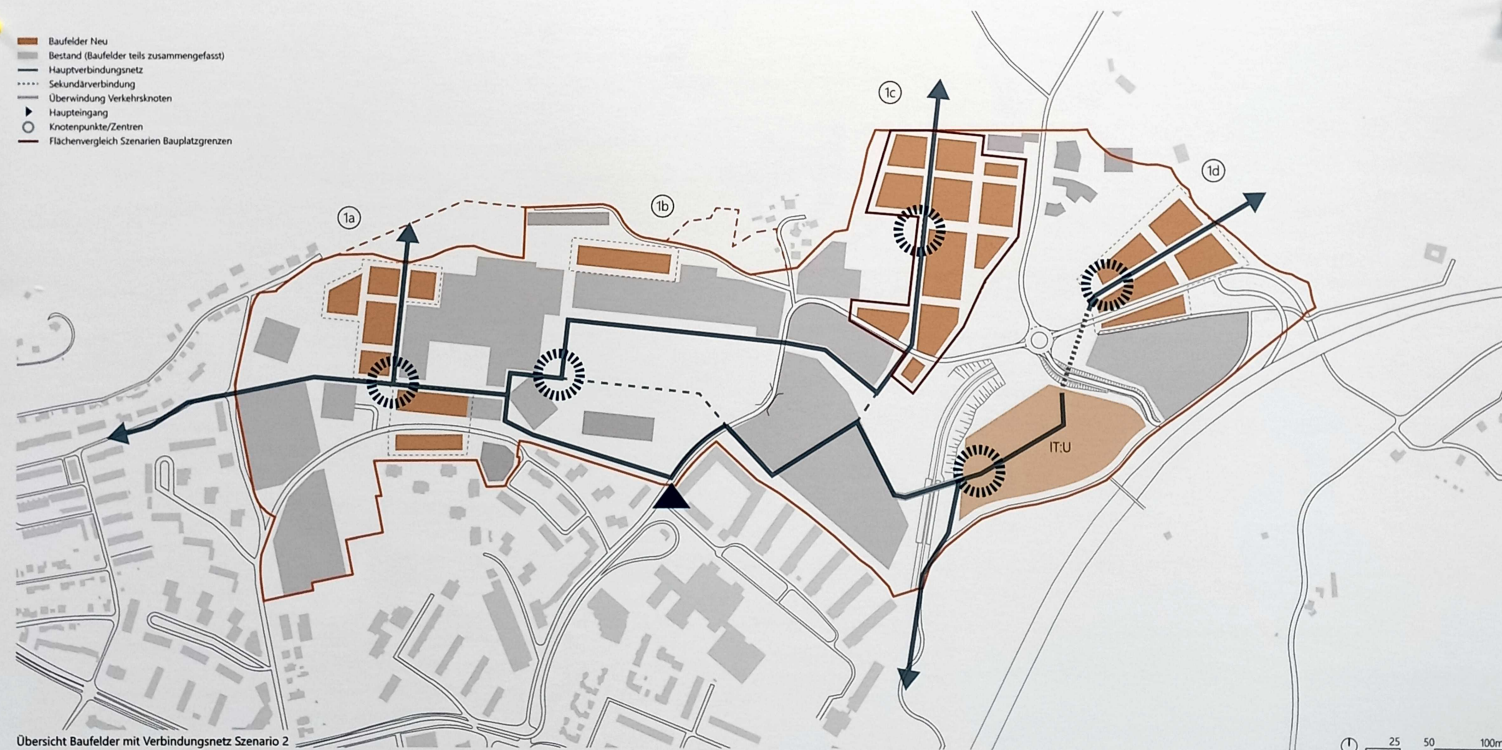 Baufelder Neu
Bestand (Baufelder teils zusammengefasst)
Hauptverbindungsnetz
Sekundärverbindung
Überwindung Verkehrsknoten
Haupteingang
Knotenpunkte/Zentren
Flächenvergleich Szenarien Bauplatzgrenzen
1c
1d
1b
1a
IT:U
Übersicht Baufelder mit Verbindungsnetz Szenario 2
25 50 100m